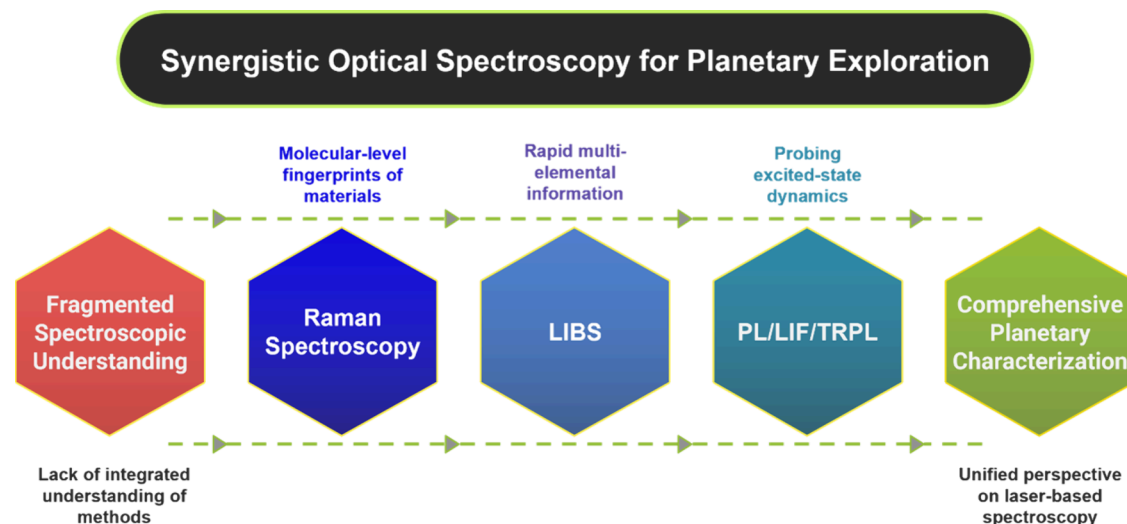 Synergistic Optical Spectroscopy for Planetary Exploration
Molecular-level
fingerprints of
materials
Rapid multi-
elemental
information
Probing
excited-state
dynamics
Fragmented
Spectroscopic
Understanding
Raman
Spectroscopy
LIBS
PL/LIF/TRPL
Comprehensive
Planetary
Characterization
Lack of integrated
understanding of
methods
Unified perspective
on laser-based
spectroscopy